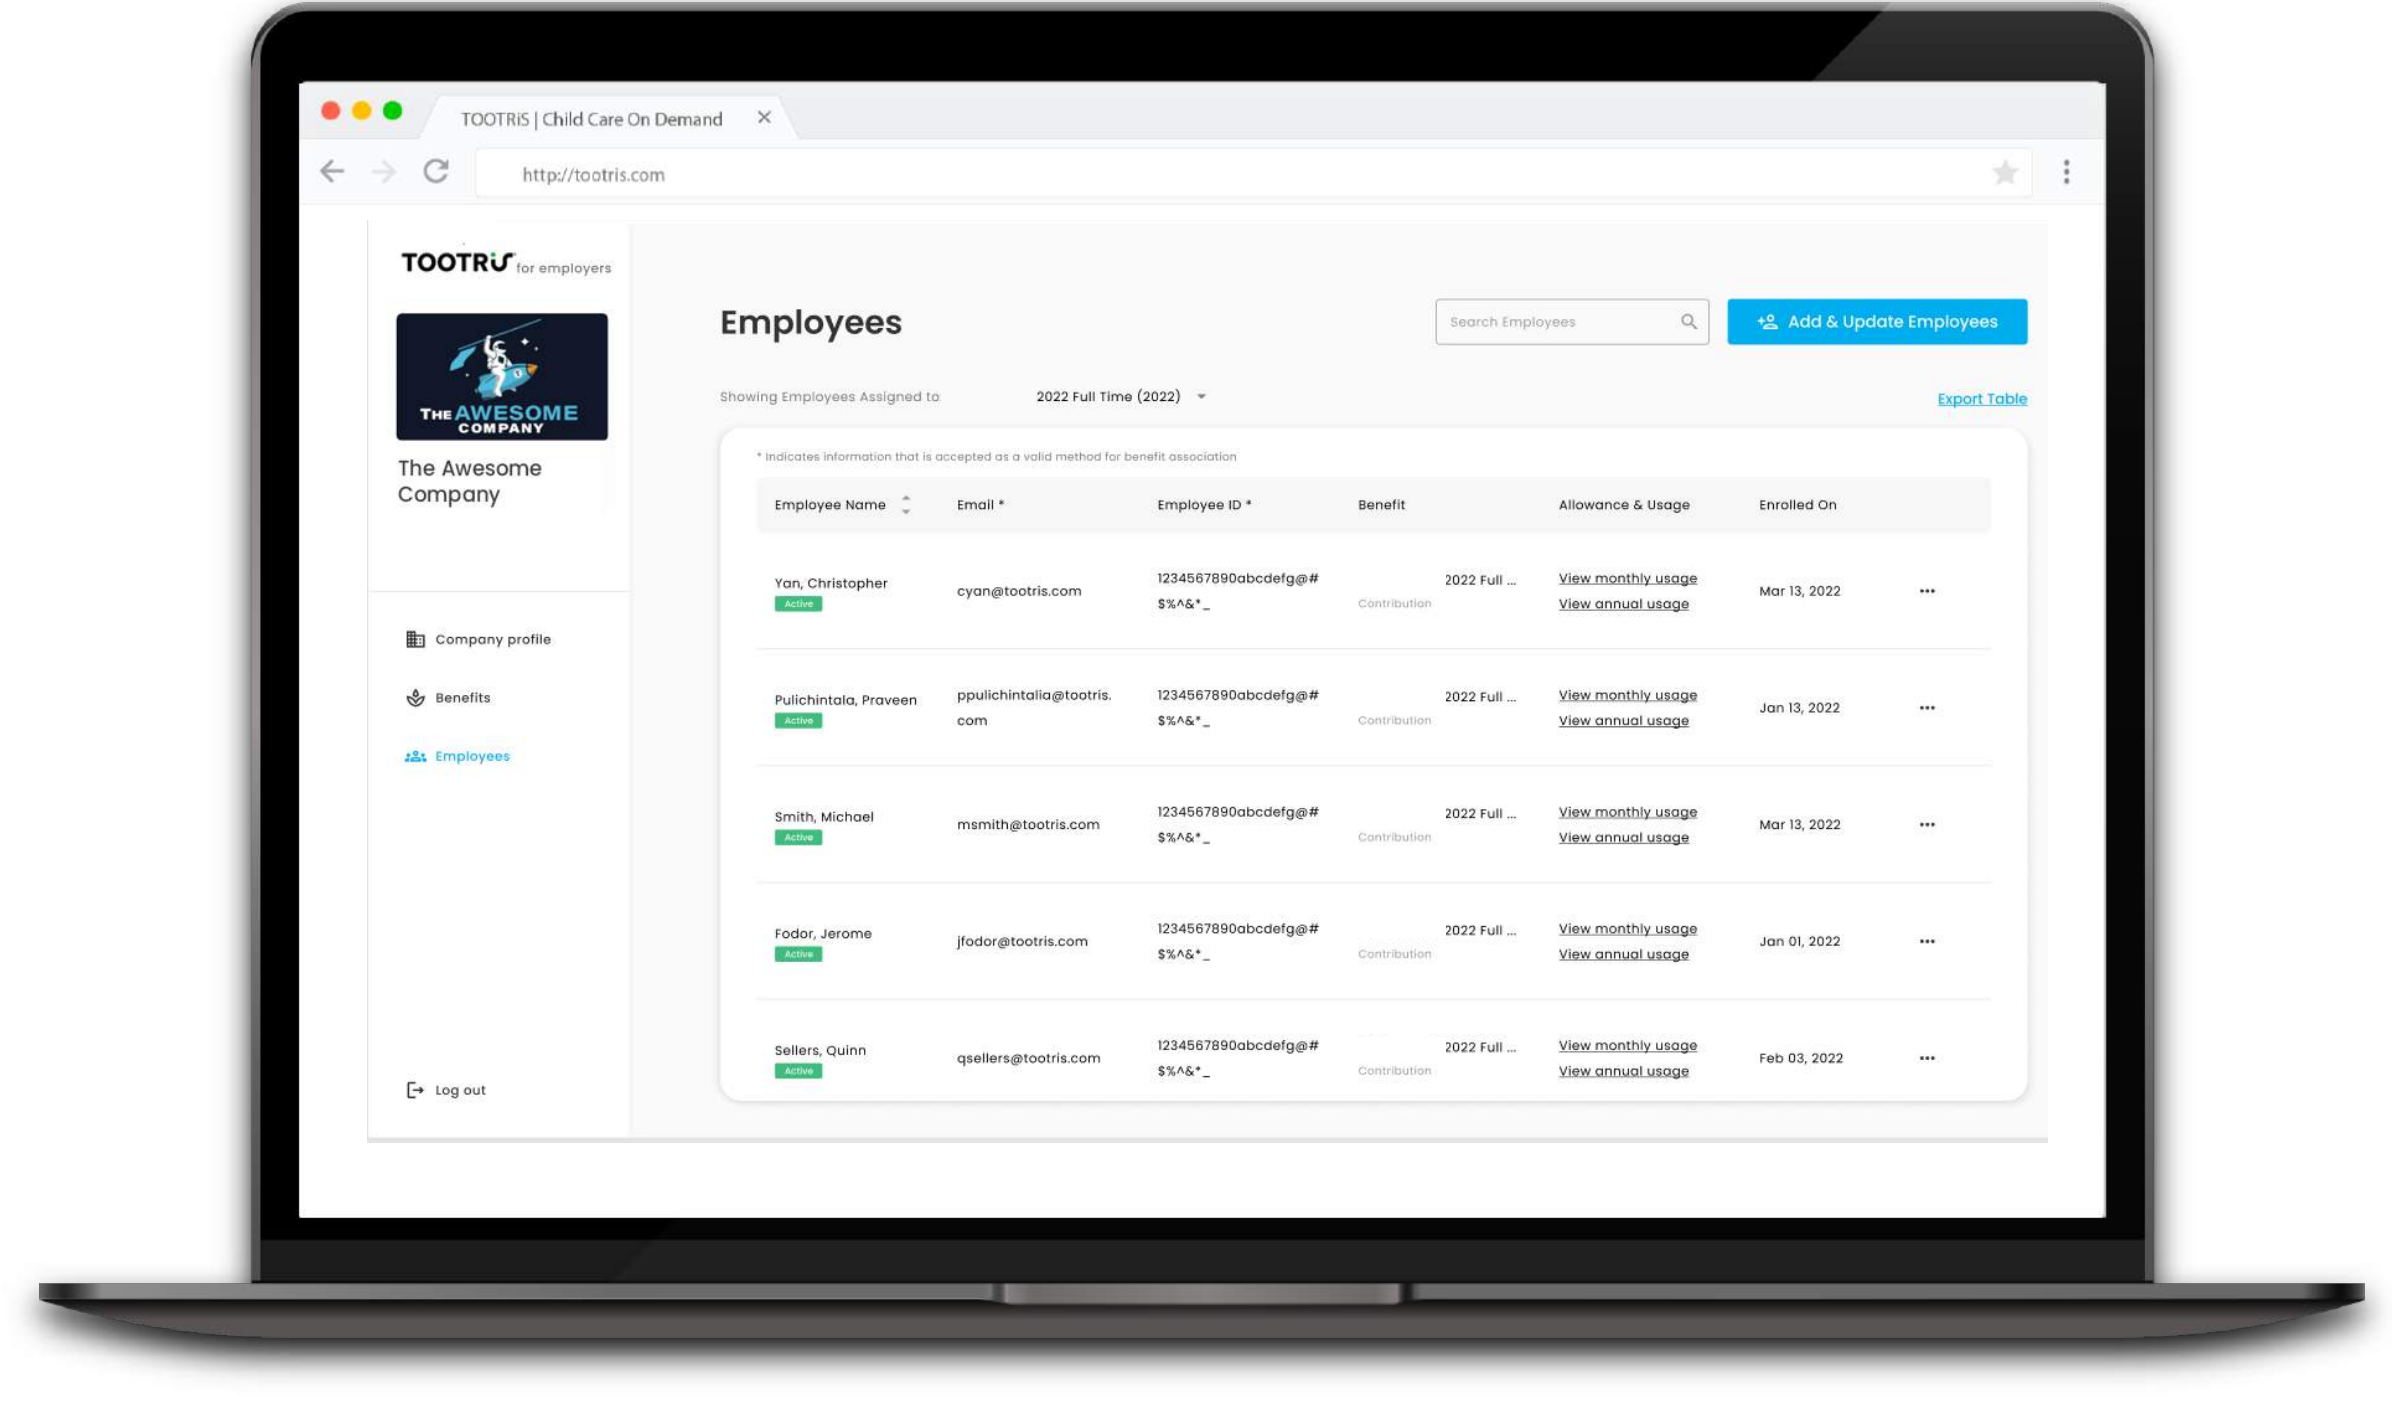 TOOTRiS | Child Care On Demand
http://tootris.com
TOOTRiS for employers
THE AWESOME
COMPANY
The Awesome
Company
Company profile
Benefits
Employees
Log out
Employees
Search Employees
Add & Update Employees
Showing Employees Assigned to
2022 Full Time (2022)
Export Table
* Indicates information that is accepted as a valid method for benefit association
Employee Name Email * Employee ID * Benefit Allowance & Usage Enrolled On
Yan, Christopher
Active
cyan@tootris.com
1234567890abcdefg@#
$%^&*_
2022 Full ...
Contribution
View monthly usage
View annual usage
Mar 13, 2022
Pulichintala, Praveen
Active
ppulichintalia@tootris.
com
1234567890abcdefg@#
$%^&*_
2022 Full ...
Contribution
View monthly usage
View annual usage
Jan 13, 2022
Smith, Michael
Active
msmith@tootris.com
1234567890abcdefg@#
$%^&*_
2022 Full ...
Contribution
View monthly usage
View annual usage
Mar 13, 2022
Fodor, Jerome
Active
jfodor@tootris.com
1234567890abcdefg@#
$%^&*_
2022 Full ...
Contribution
View monthly usage
View annual usage
Jan 01, 2022
Sellers, Quinn
Active
qsellers@tootris.com
1234567890abcdefg@#
$%^&*_
2022 Full ...
Contribution
View monthly usage
View annual usage
Feb 03, 2022